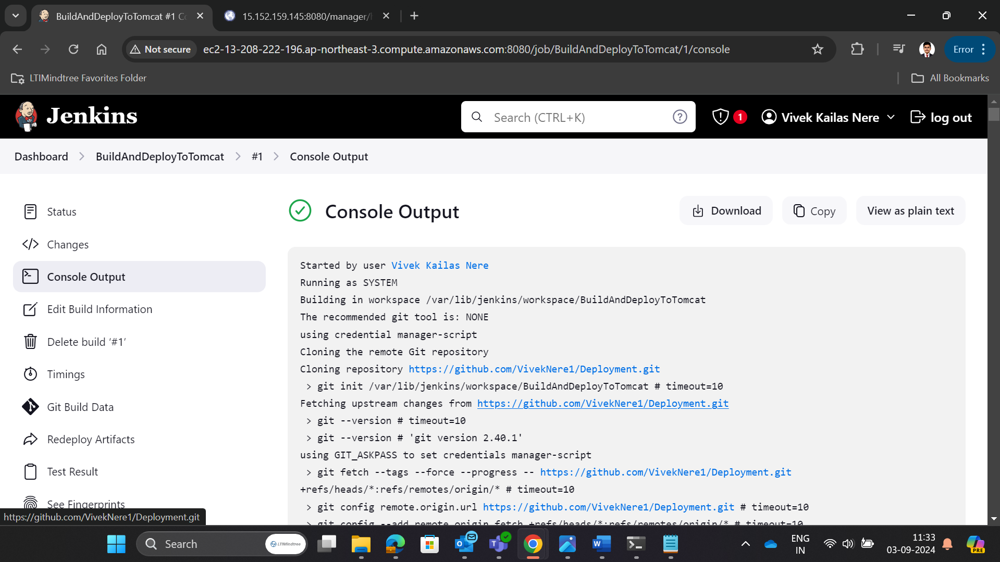 BuildAndDeployToTomcat #1 Co
15.152.159.145:8080/manager/h
Not secure
ec2-13-208-222-196.ap-northeast-3.compute.amazonaws.com:8080/job/BuildAndDeployToTomcat/1/console
Error
LTIMindtree Favorites Folder
All Bookmarks
Jenkins
Search (CTRL+K)
1
Vivek Kailas Nere
log out
Dashboard
BuildAndDeployToTomcat
#1
Console Output
Status
Changes
Console Output
Edit Build Information
Delete build ‘#1’
Timings
Git Build Data
Redeploy Artifacts
Test Result
See Fingerprints
https://github.com/VivekNere1/Deployment.git
Console Output
Download
Copy
View as plain text
Started by user Vivek Kailas Nere
Running as SYSTEM
Building in workspace /var/lib/jenkins/workspace/BuildAndDeployToTomcat
The recommended git tool is: NONE
using credential manager-script
Cloning the remote Git repository
Cloning repository https://github.com/VivekNere1/Deployment.git
> git init /var/lib/jenkins/workspace/BuildAndDeployToTomcat # timeout=10
Fetching upstream changes from https://github.com/VivekNere1/Deployment.git
> git --version # timeout=10
> git --version # 'git version 2.40.1'
using GIT_ASKPASS to set credentials manager-script
> git fetch --tags --force --progress -- https://github.com/VivekNere1/Deployment.git
+refs/heads/*:refs/remotes/origin/* # timeout=10
> git config remote.origin.url https://github.com/VivekNere1/Deployment.git # timeout=10
> git config --add remote.origin.fetch +refs/heads/*:refs/remotes/origin/* # timeout=10
Search
LTIMindtree
ENG
IN
11:33
03-09-2024
PRE